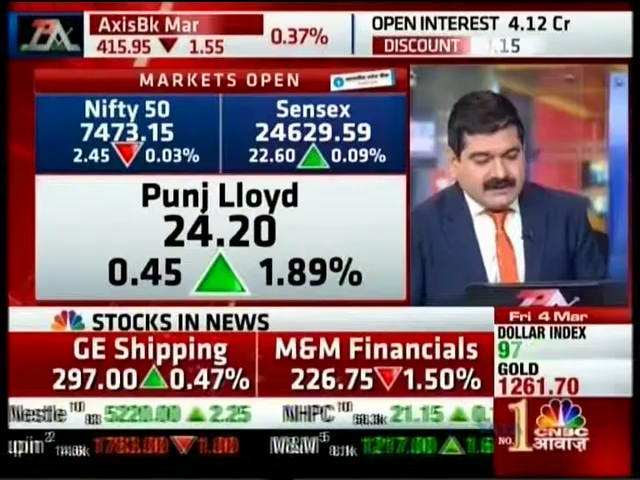 AxisBk Mar
415.95 ▼ 1.55
0.37%
OPEN INTEREST 4.12 Cr
DISCOUNT
MARKETS OPEN
Nifty 50
7473.15
2.45 ▼ 0.03%
Sensex
24629.59
22.60 ▲ 0.09%
Punj Lloyd
24.20
0.45 ▲ 1.89%
STOCKS IN NEWS
GE Shipping
297.00 ▲ 0.47%
M&M Financials
226.75 ▼ 1.50%
Fri 4 Mar
DOLLAR INDEX
97
GOLD
1261.70
Nestle 5220.00 ▲ 2.25 NHPC 21.15 ▲
M&M
NO.1
CNBC
आवाज़